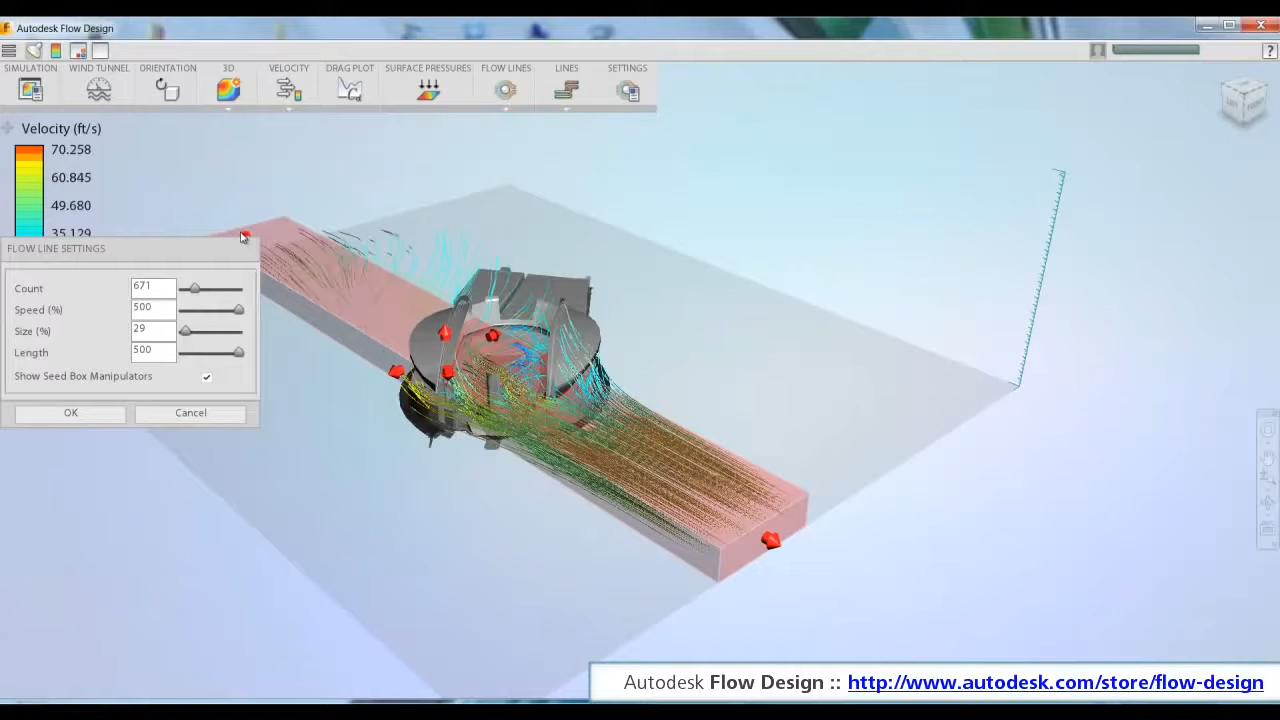 Autodesk Flow Design
SIMULATION WIND TUNNEL ORIENTATION 3D VELOCITY DRAG PLOT SURFACE PRESSURES FLOW LINES LINES SETTINGS
Velocity (ft/s)
70.258
60.845
49.680
35.129
FLOW LINE SETTINGS
Count 671
Speed (%) 500
Size (%) 29
Length 500
Show Seed Box Manipulators
OK Cancel
Autodesk Flow Design :: http://www.autodesk.com/store/flow-design